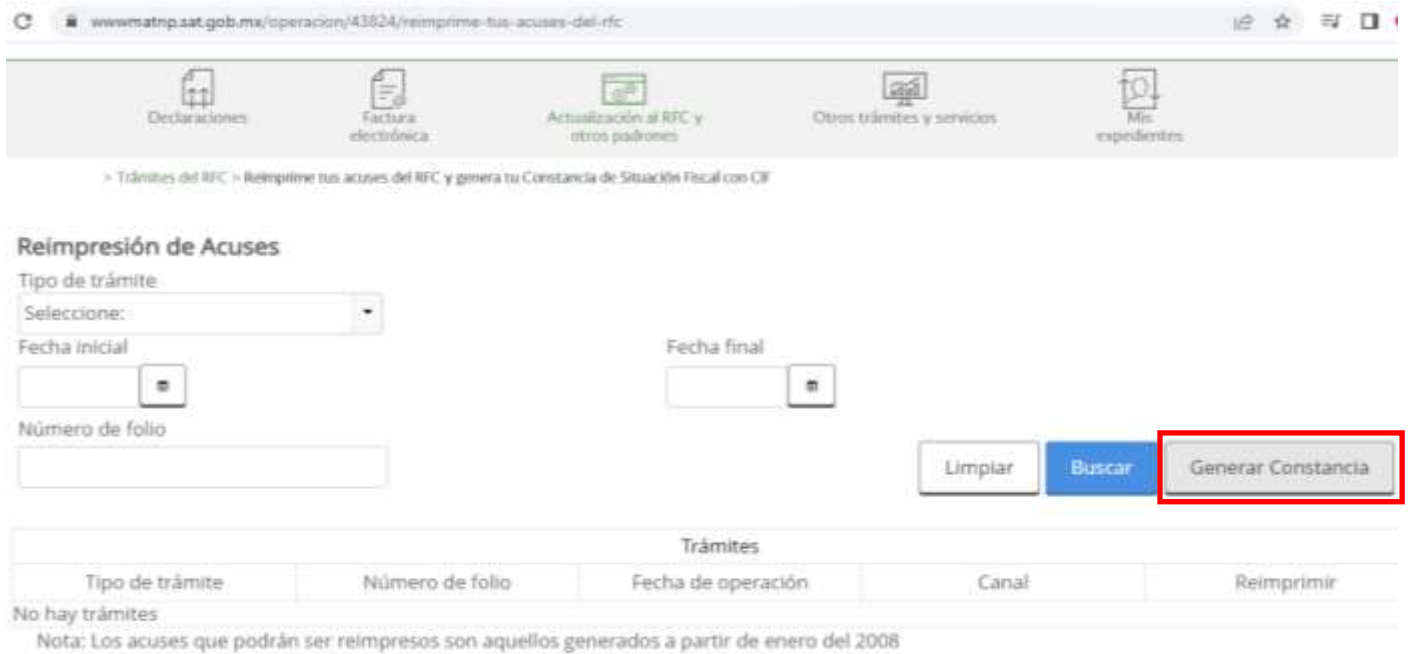 wwwmatnp.sat.gob.mx/operacion/43824/reimprime-tus-acuses-del-rfc
Declaraciones
Factura
electrónica
Actualización al RFC y
otros padrones
Otros trámites y servicios
Mis
expedientes
> Trámites del RFC > Reimprime tus acuses del RFC y genera tu Constancia de Situación Fiscal con CIF
Reimpresión de Acuses
Tipo de trámite
Seleccione:
Fecha inicial
Fecha final
Número de folio
Limpiar
Buscar
Generar Constancia
Trámites
Tipo de trámite
Número de folio
Fecha de operación
Canal
Reimprimir
No hay trámites
Nota: Los acuses que podrán ser reimpresos son aquellos generados a partir de enero del 2008